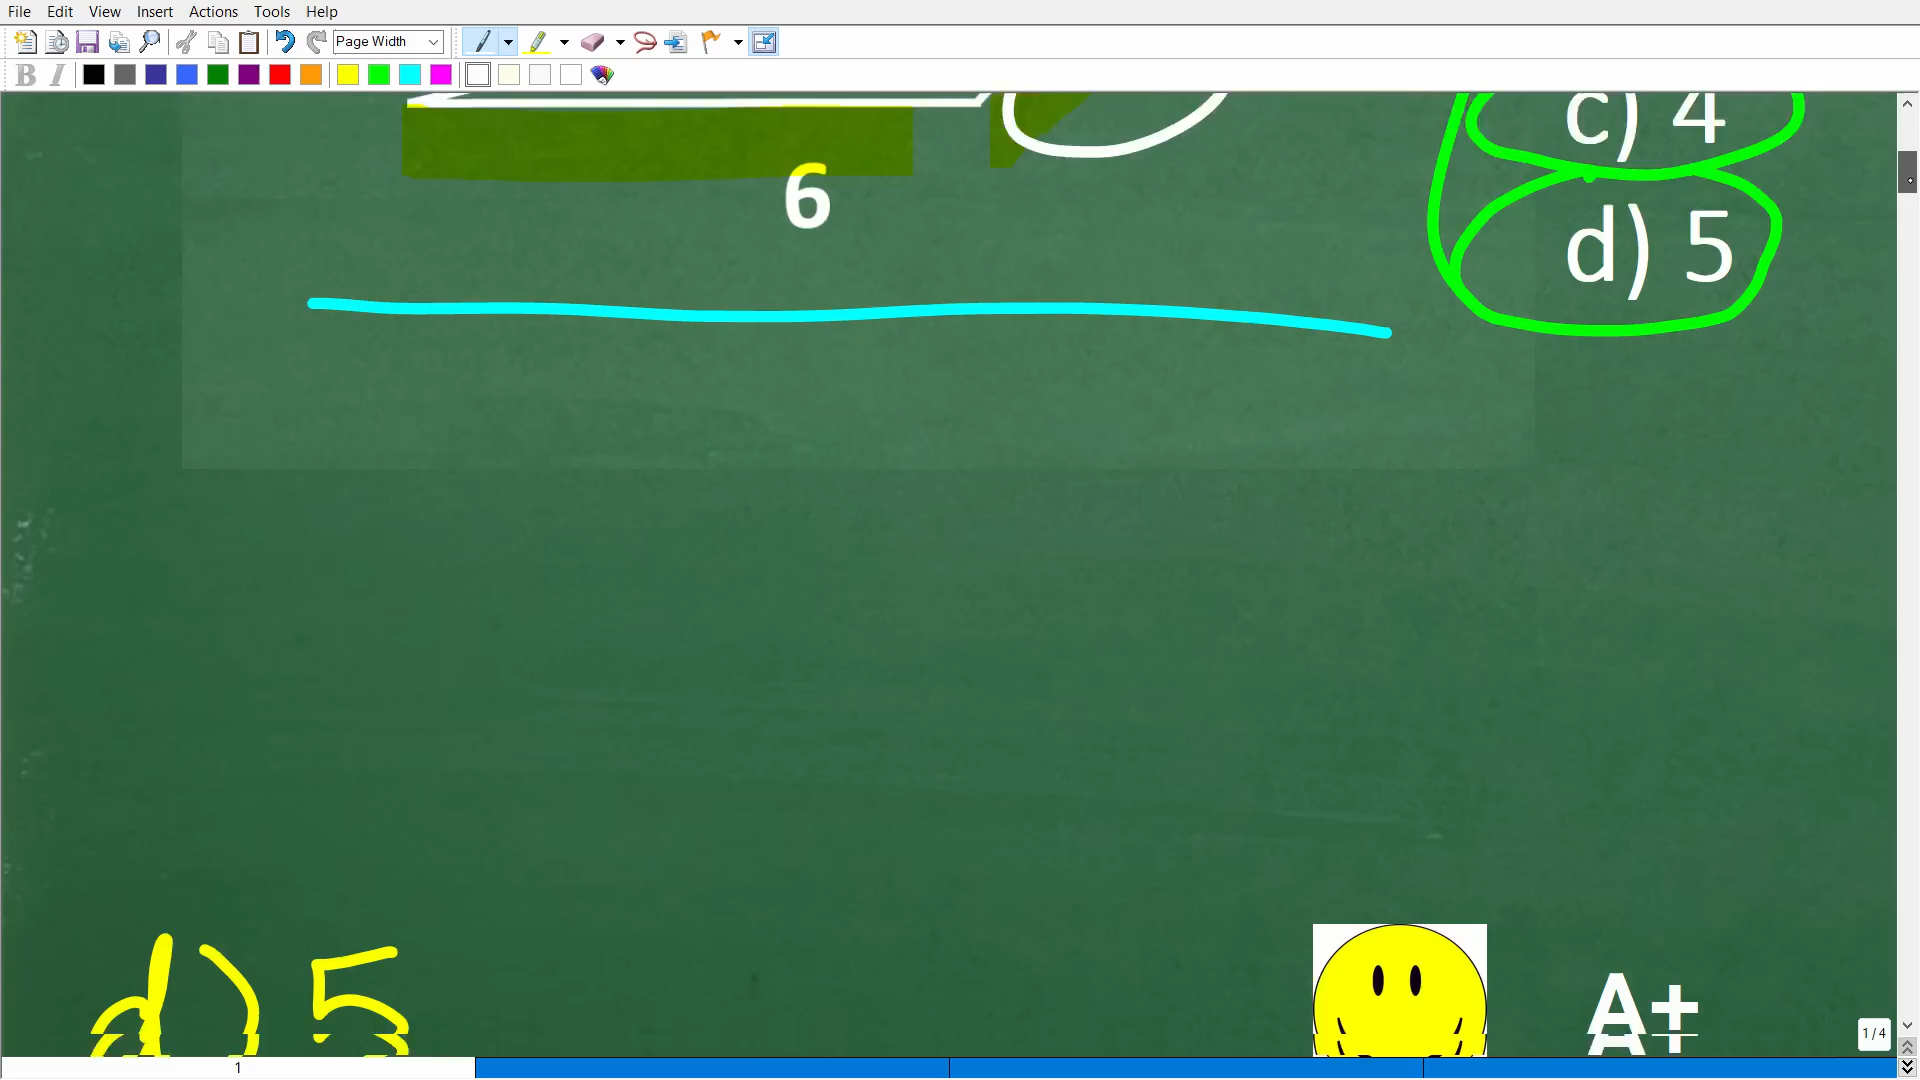 File Edit View Insert Actions Tools Help
Page Width
B I
c) 4
6
d) 5
d) 5
A+
1 / 4
1